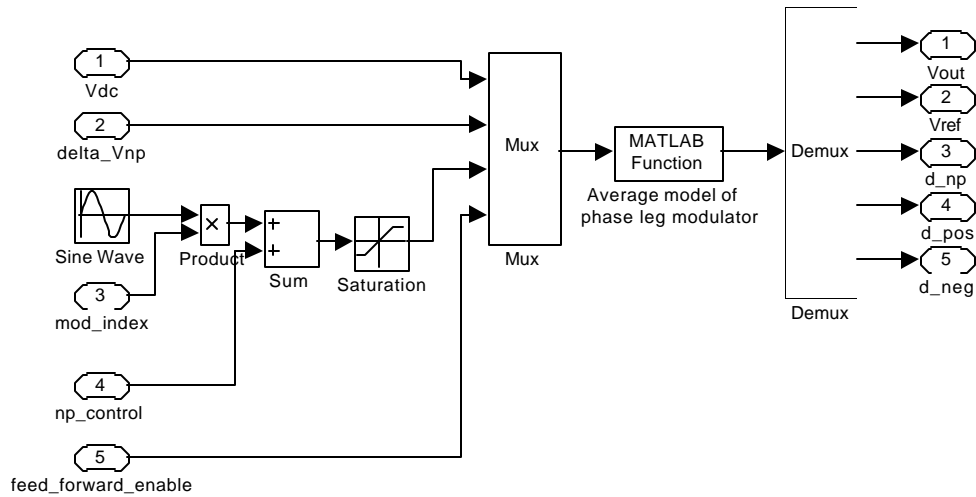 1
Vdc
2
delta_Vnp
Sine Wave
×
Product
+
+
Sum
Saturation
3
mod_index
4
np_control
5
feed_forward_enable
Mux
Mux
MATLAB
Function
Average model of
phase leg modulator
Demux
Demux
1
Vout
2
Vref
3
d_np
4
d_pos
5
d_neg